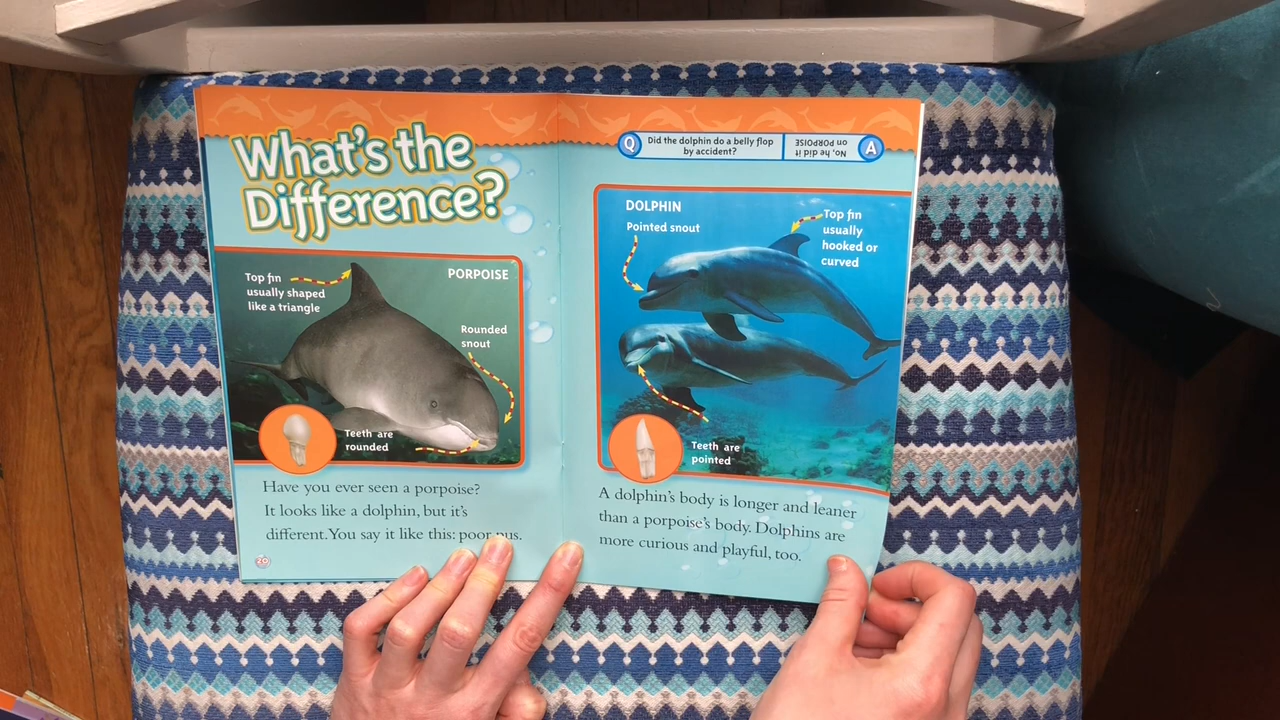 What's the
Difference?
PORPOISE
Top fin
usually shaped
like a triangle
Rounded
snout
Teeth are
rounded
Have you ever seen a porpoise?
It looks like a dolphin, but it's
different. You say it like this: poor pus.
20
Q
Did the dolphin do a belly flop
by accident?
No, he did it
on PORPOISE
A
DOLPHIN
Pointed snout
Top fin
usually
hooked or
curved
Teeth are
pointed
A dolphin's body is longer and leaner
than a porpoise's body. Dolphins are
more curious and playful, too.